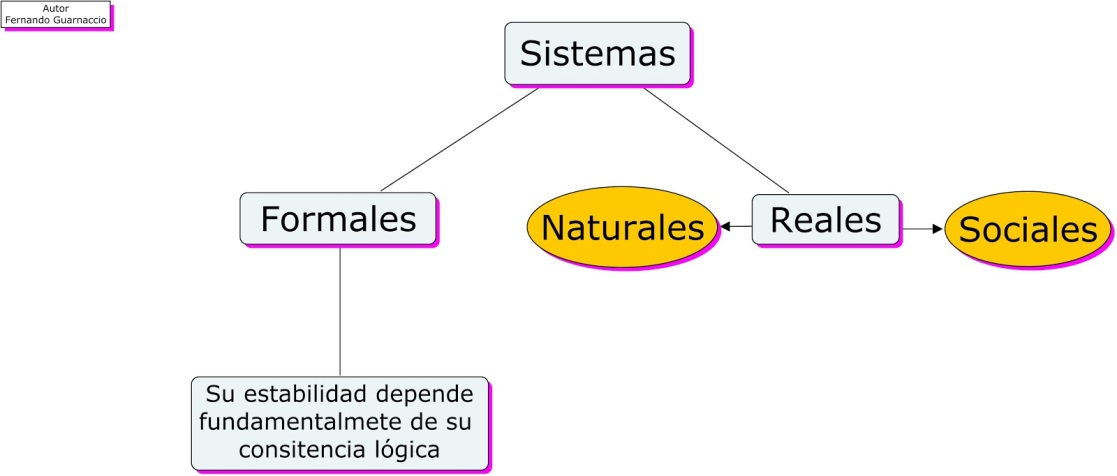 Autor
Fernando Guarnaccio
Sistemas
Formales
Naturales
Reales
Sociales
Su estabilidad depende
fundamentalmete de su
consitencia lógica